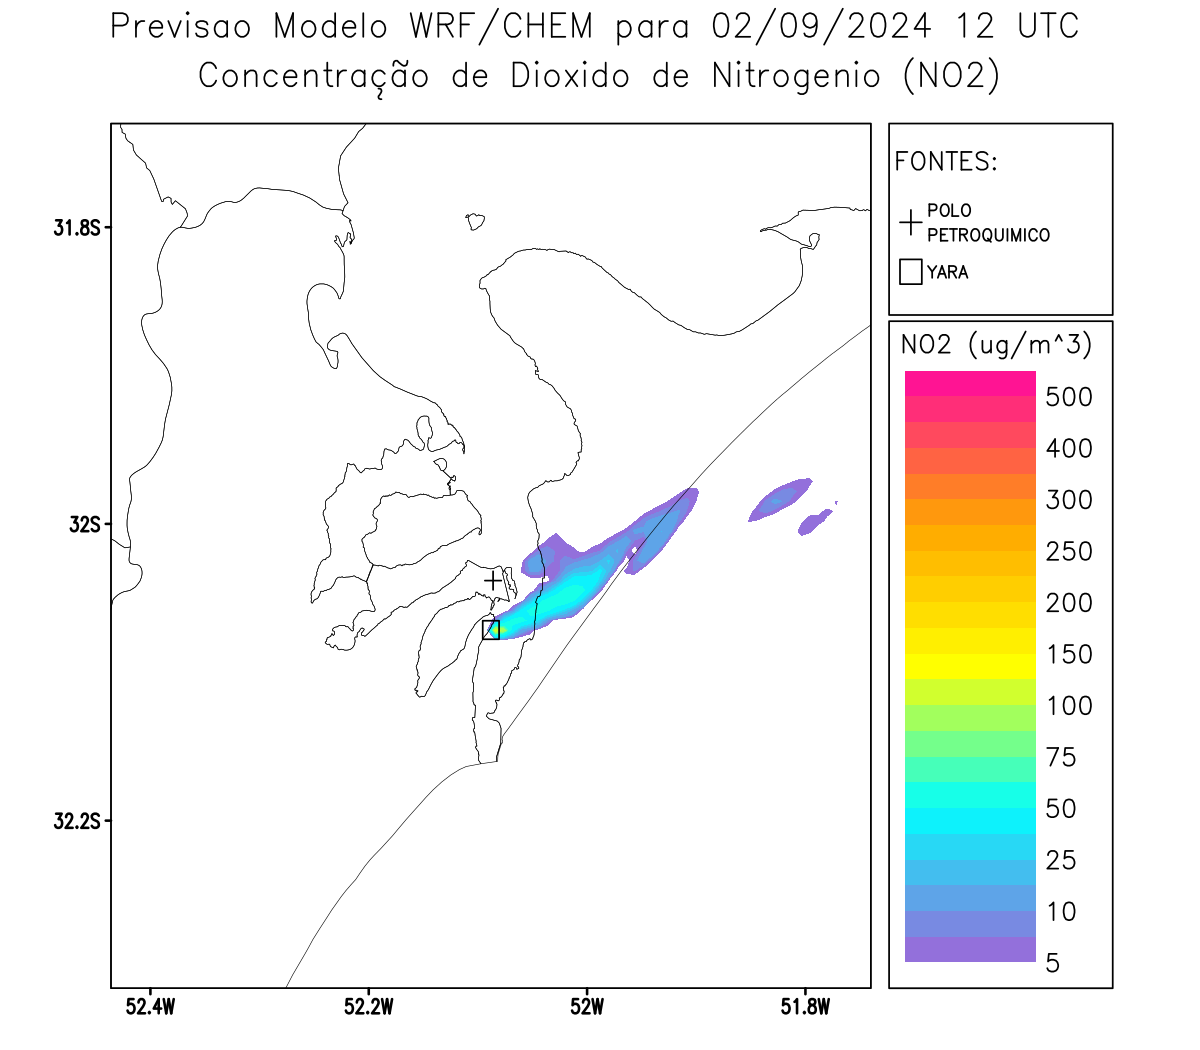 Previsao Modelo WRF/CHEM para 02/09/2024 12 UTC
Concentração de Dioxido de Nitrogenio (NO2)
FONTES:
POLO
PETROQUIMICO
YARA
NO2 (ug/m^3)
500
400
300
250
200
150
100
75
50
25
10
5
31.8S
32S
32.2S
52.4W
52.2W
52W
51.8W